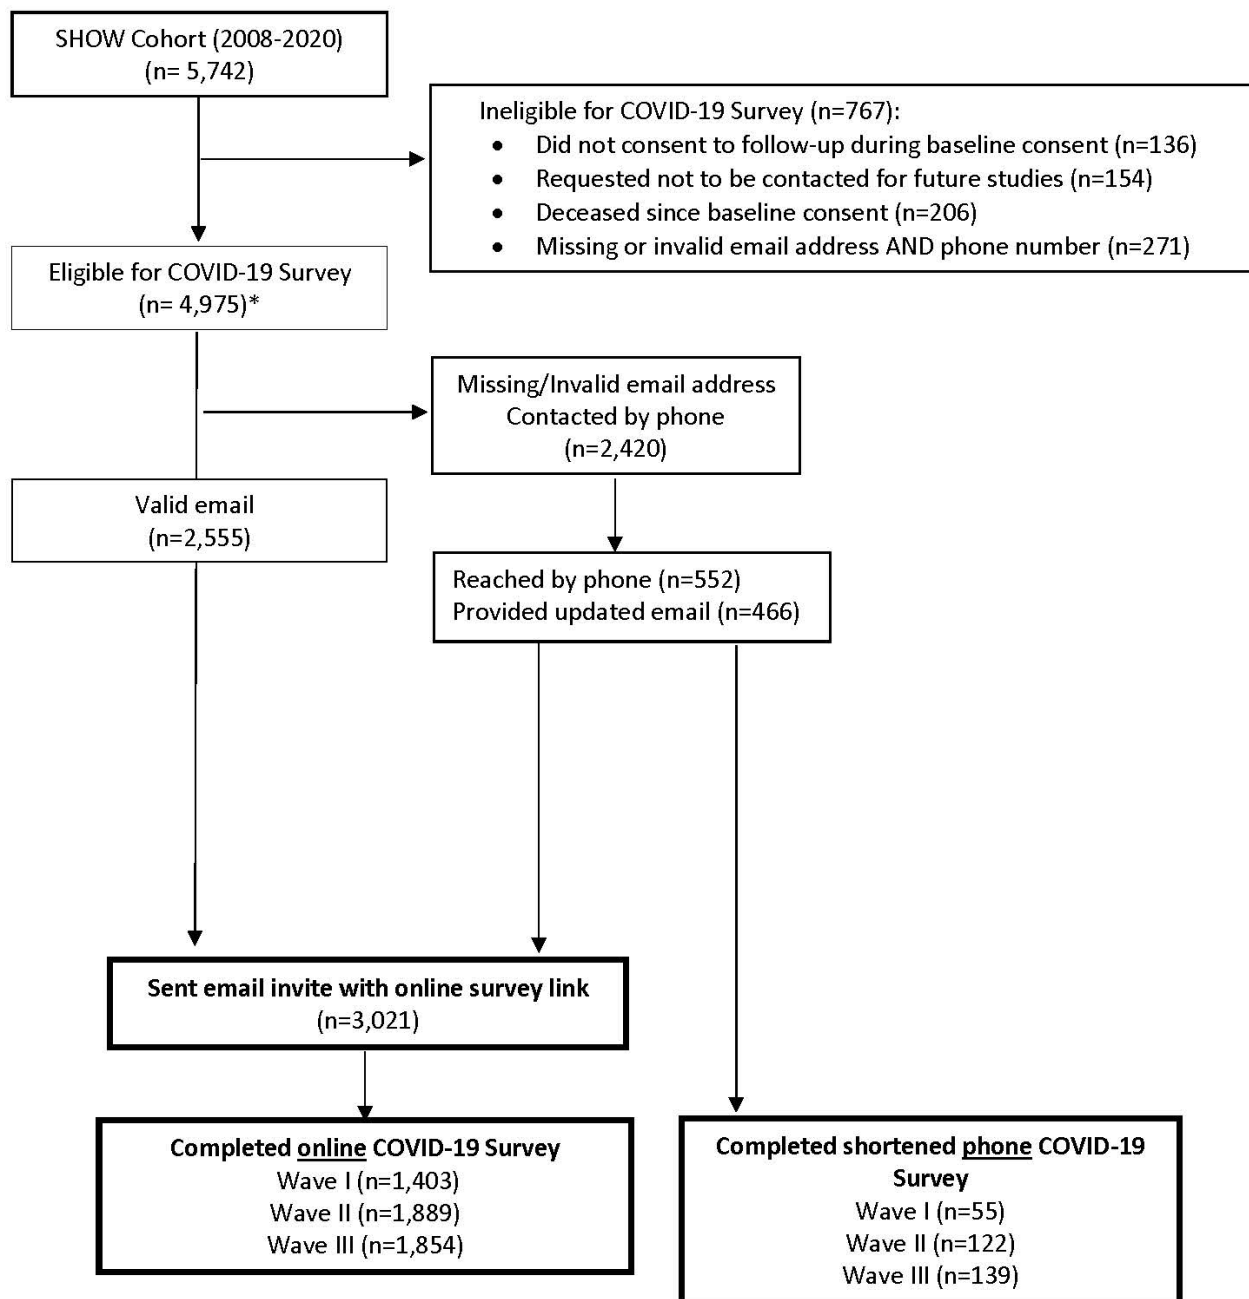 SHOW Cohort (2008-2020)
(n= 5,742)
Ineligible for COVID-19 Survey (n=767):
• Did not consent to follow-up during baseline consent (n=136)
• Requested not to be contacted for future studies (n=154)
• Deceased since baseline consent (n=206)
• Missing or invalid email address AND phone number (n=271)
Eligible for COVID-19 Survey
(n= 4,975)*
Missing/Invalid email address
Contacted by phone
(n=2,420)
Valid email
(n=2,555)
Reached by phone (n=552)
Provided updated email (n=466)
Sent email invite with online survey link
(n=3,021)
Completed online COVID-19 Survey
Wave I (n=1,403)
Wave II (n=1,889)
Wave III (n=1,854)
Completed shortened phone COVID-19
Survey
Wave I (n=55)
Wave II (n=122)
Wave III (n=139)